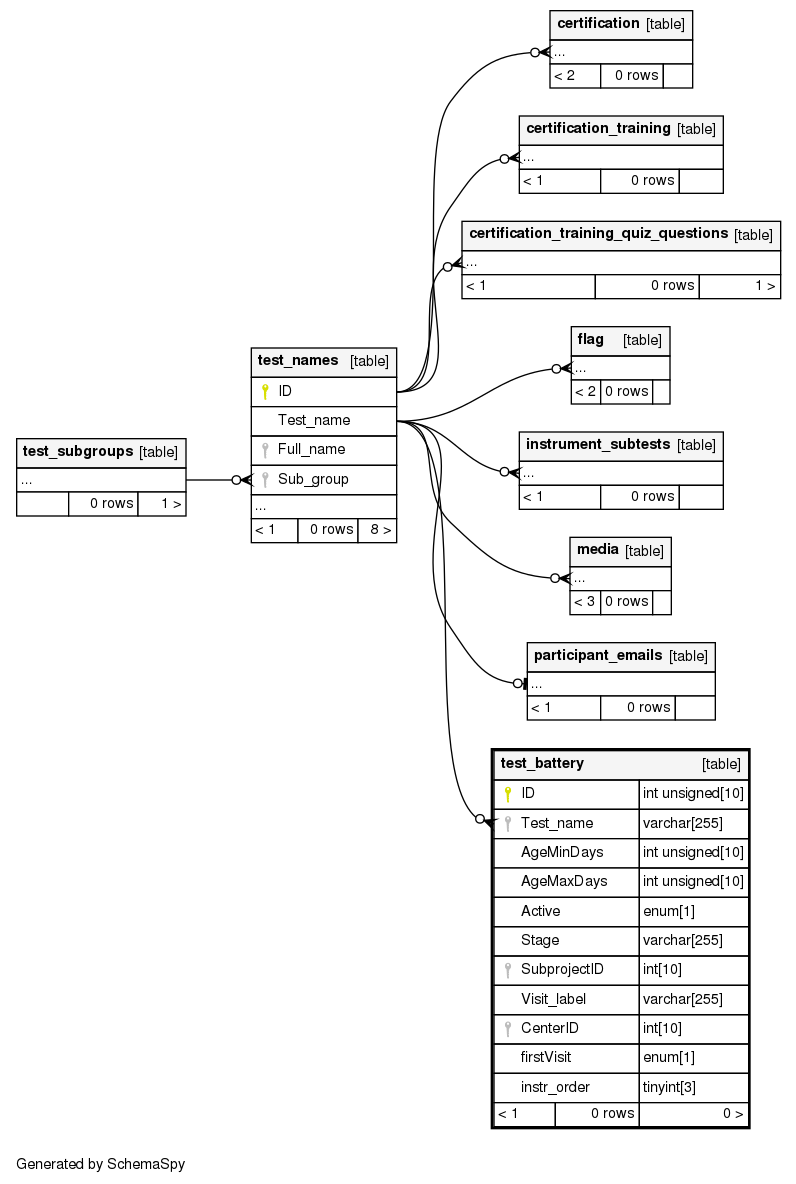 certification [table]
...
< 2 0 rows
certification_training [table]
...
< 1 0 rows
certification_training_quiz_questions [table]
...
< 1 0 rows 1 >
flag [table]
...
< 2 0 rows
test_names [table]
ID
Test_name
Full_name
Sub_group
...
< 1 0 rows 8 >
test_subgroups [table]
...
0 rows 1 >
instrument_subtests [table]
...
< 1 0 rows
media [table]
...
< 3 0 rows
participant_emails [table]
...
< 1 0 rows
test_battery [table]
ID int unsigned[10]
Test_name varchar[255]
AgeMinDays int unsigned[10]
AgeMaxDays int unsigned[10]
Active enum[1]
Stage varchar[255]
SubprojectID int[10]
Visit_label varchar[255]
CenterID int[10]
firstVisit enum[1]
instr_order tinyint[3]
< 1 0 rows 0 >
Generated by SchemaSpy